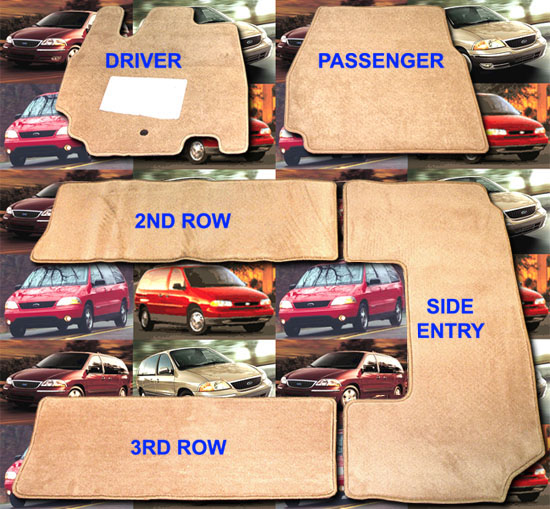 DRIVER
PASSENGER
2ND ROW
SIDE
ENTRY
3RD ROW